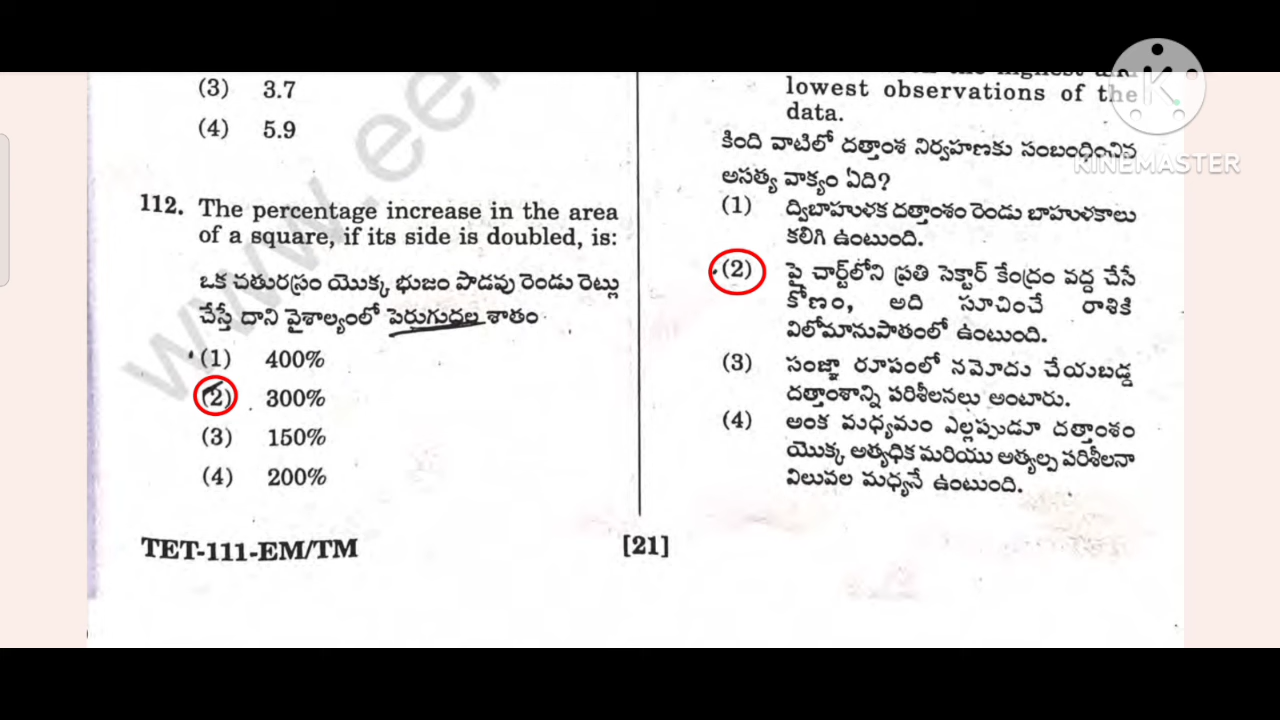 (3) 3.7
(4) 5.9
112. The percentage increase in the area
of a square, if its side is doubled, is:
ఒక చతురస్రం యొక్క భుజం పొడవు రెండు రెట్లు
చేస్తే దాని వైశాల్యంలో పెరుగుదల శాతం
(1) 400%
(2) 300%
(3) 150%
(4) 200%
TET-111-EM/TM
lowest observations of the
data.
కింది వాటిలో దత్తాంశ నిర్వహణకు సంబంధించిన
అసత్య వాక్యం ఏది?
(1) ద్విబాహుళక దత్తాంశం రెండు బాహుళకాలు
కలిగి ఉంటుంది.
(2) పై చార్ట్‌లోని ప్రతి సెక్టార్ కేంద్రం వద్ద చేసే
కోణం, అది సూచించే రాశికి
విలోమానుపాతంలో ఉంటుంది.
(3) సంజ్ఞా రూపంలో నమోదు చేయబడ్డ
దత్తాంశాన్ని పరిశీలనలు అంటారు.
(4) అంక మధ్యమం ఎల్లప్పుడూ దత్తాంశం
యొక్క అత్యధిక మరియు అత్యల్ప పరిశీలనా
విలువల మధ్యనే ఉంటుంది.
[21]
KINEMASTER